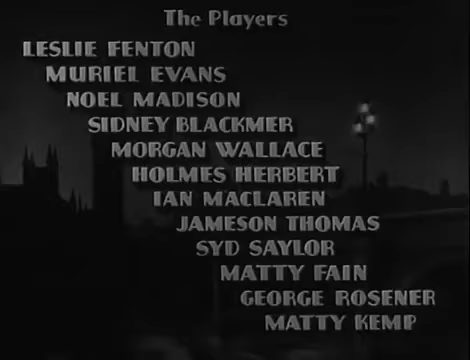 The Players
LESLIE FENTON
MURIEL EVANS
NOEL MADISON
SIDNEY BLACKMER
MORGAN WALLACE
HOLMES HERBERT
IAN MACLAREN
JAMESON THOMAS
SYD SAYLOR
MATTY FAIN
GEORGE ROSENER
MATTY KEMP